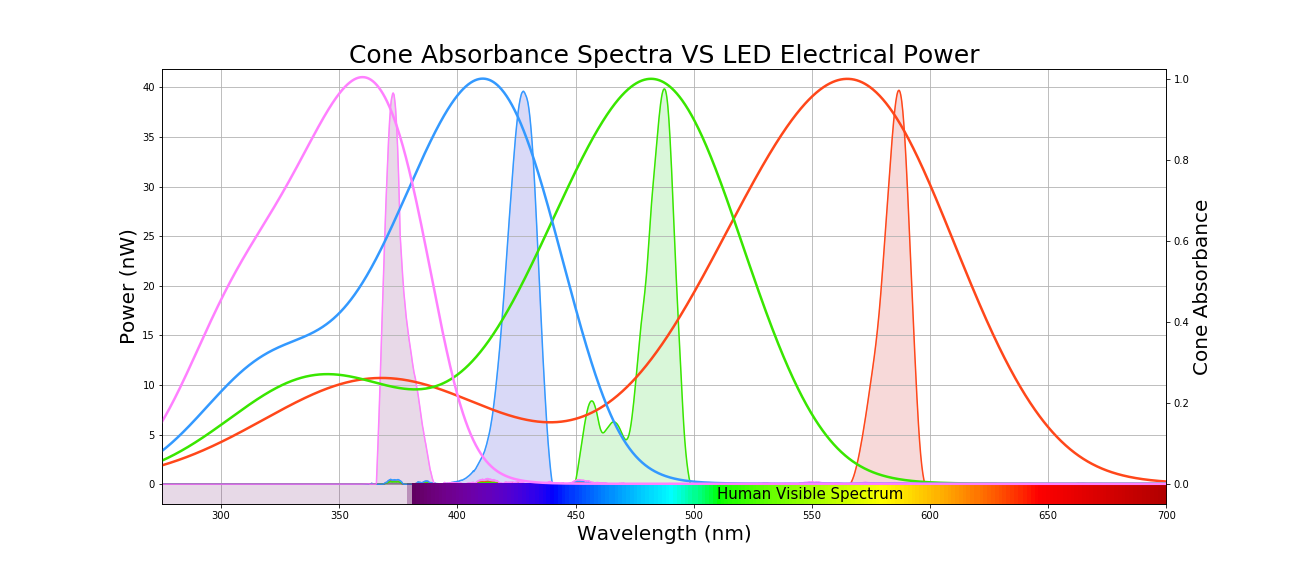 Cone Absorbance Spectra VS LED Electrical Power
Power (nW)
40
35
30
25
20
15
10
5
0
1.0
0.8
0.6
0.4
0.2
0.0
Cone Absorbance
Human Visible Spectrum
300 350 400 450 500 550 600 650 700
Wavelength (nm)